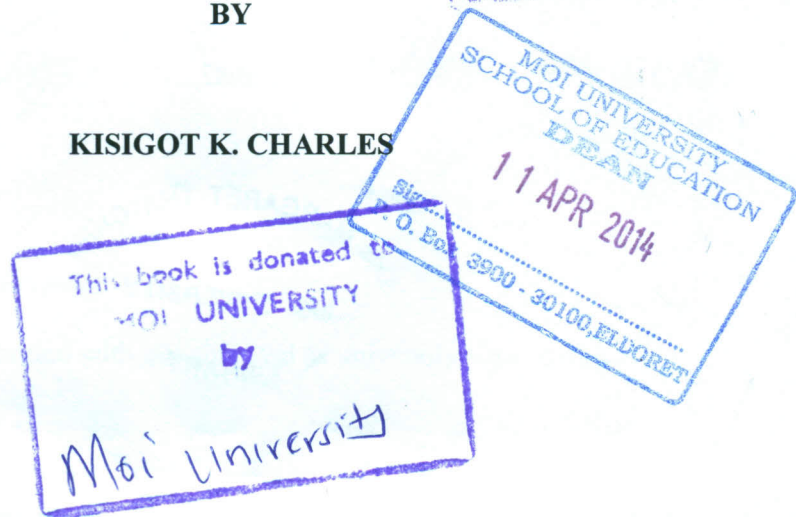 BY
KISIGOT K. CHARLES
MOI UNIVERSITY
SCHOOL OF EDUCATION
DEAN
11 APR 2014
Sign
P. O. Box 3900 - 30100, ELDORET
This book is donated to
MOI UNIVERSITY
by
Moi University